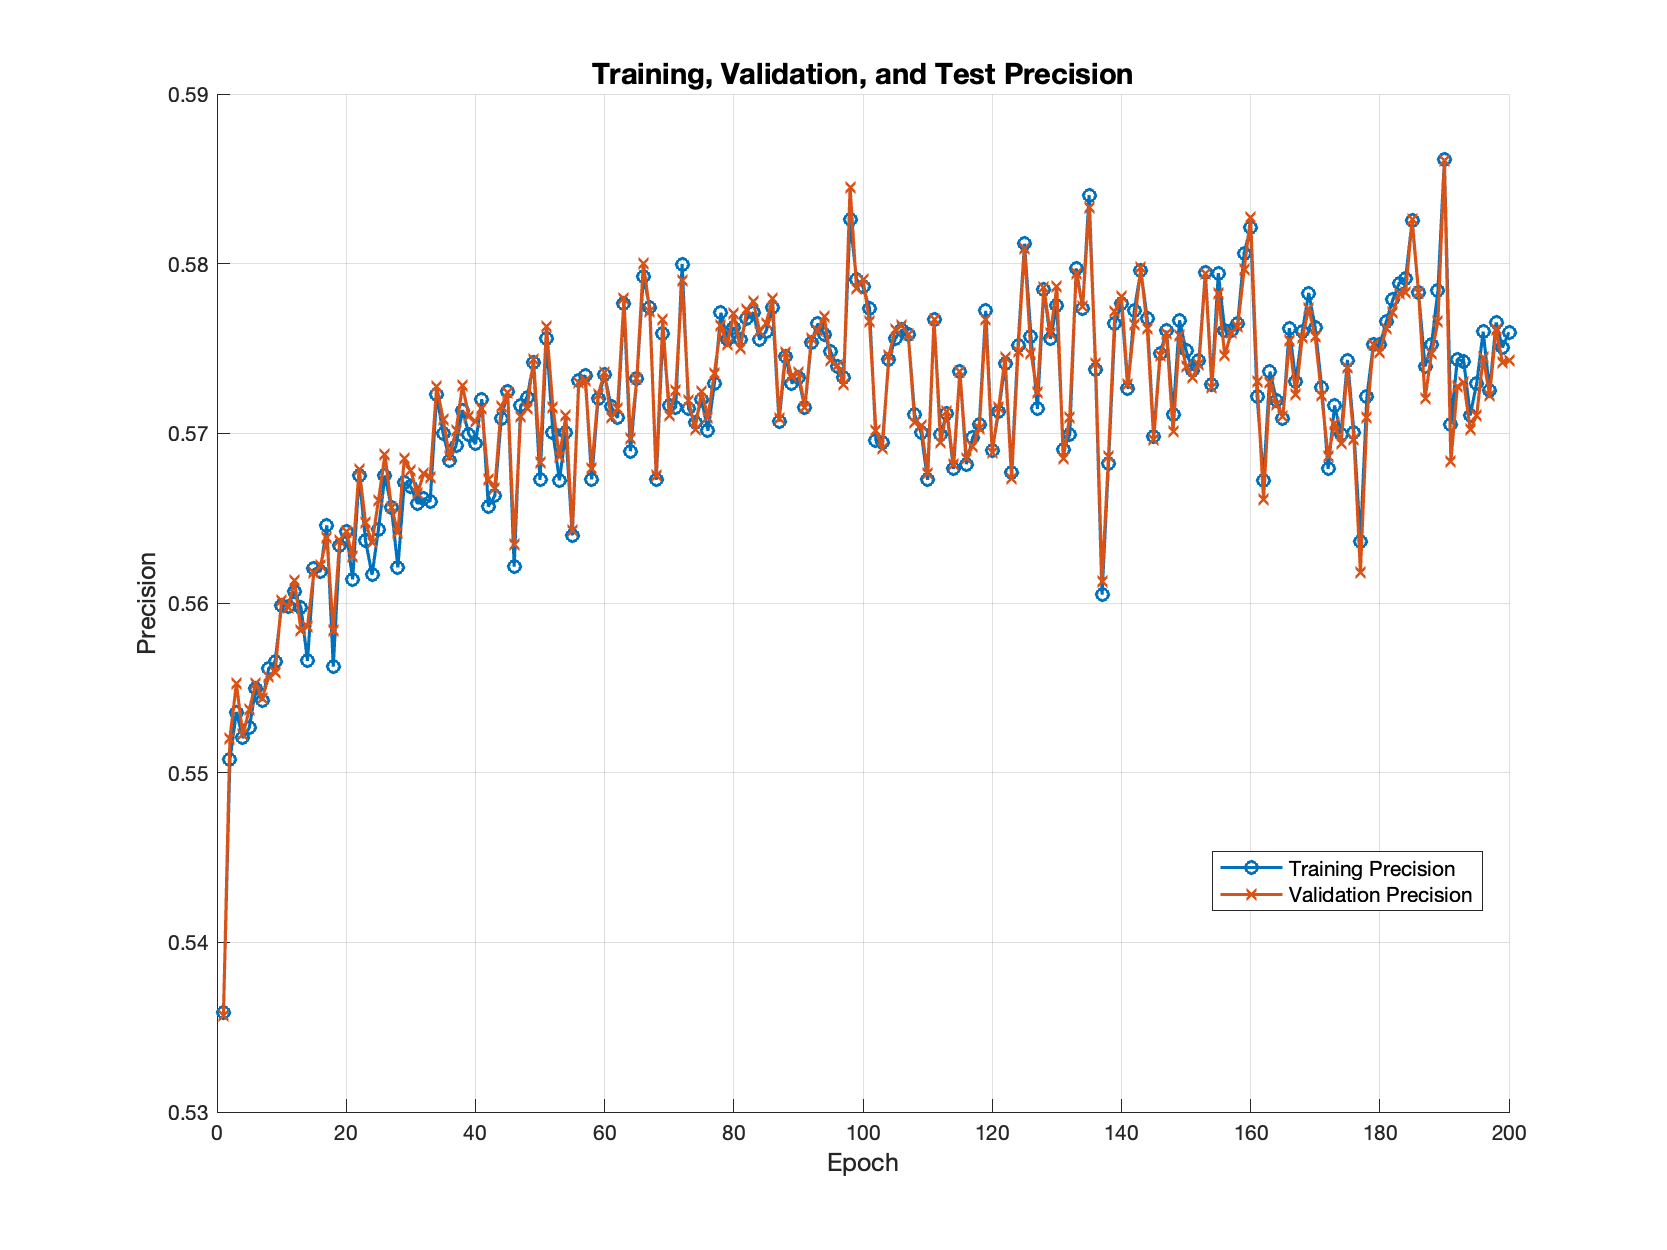 Training, Validation, and Test Precision
0.59
0.58
0.57
0.56
0.55
0.54
0.53
Precision
Training Precision
Validation Precision
0 20 40 60 80 100 120 140 160 180 200
Epoch